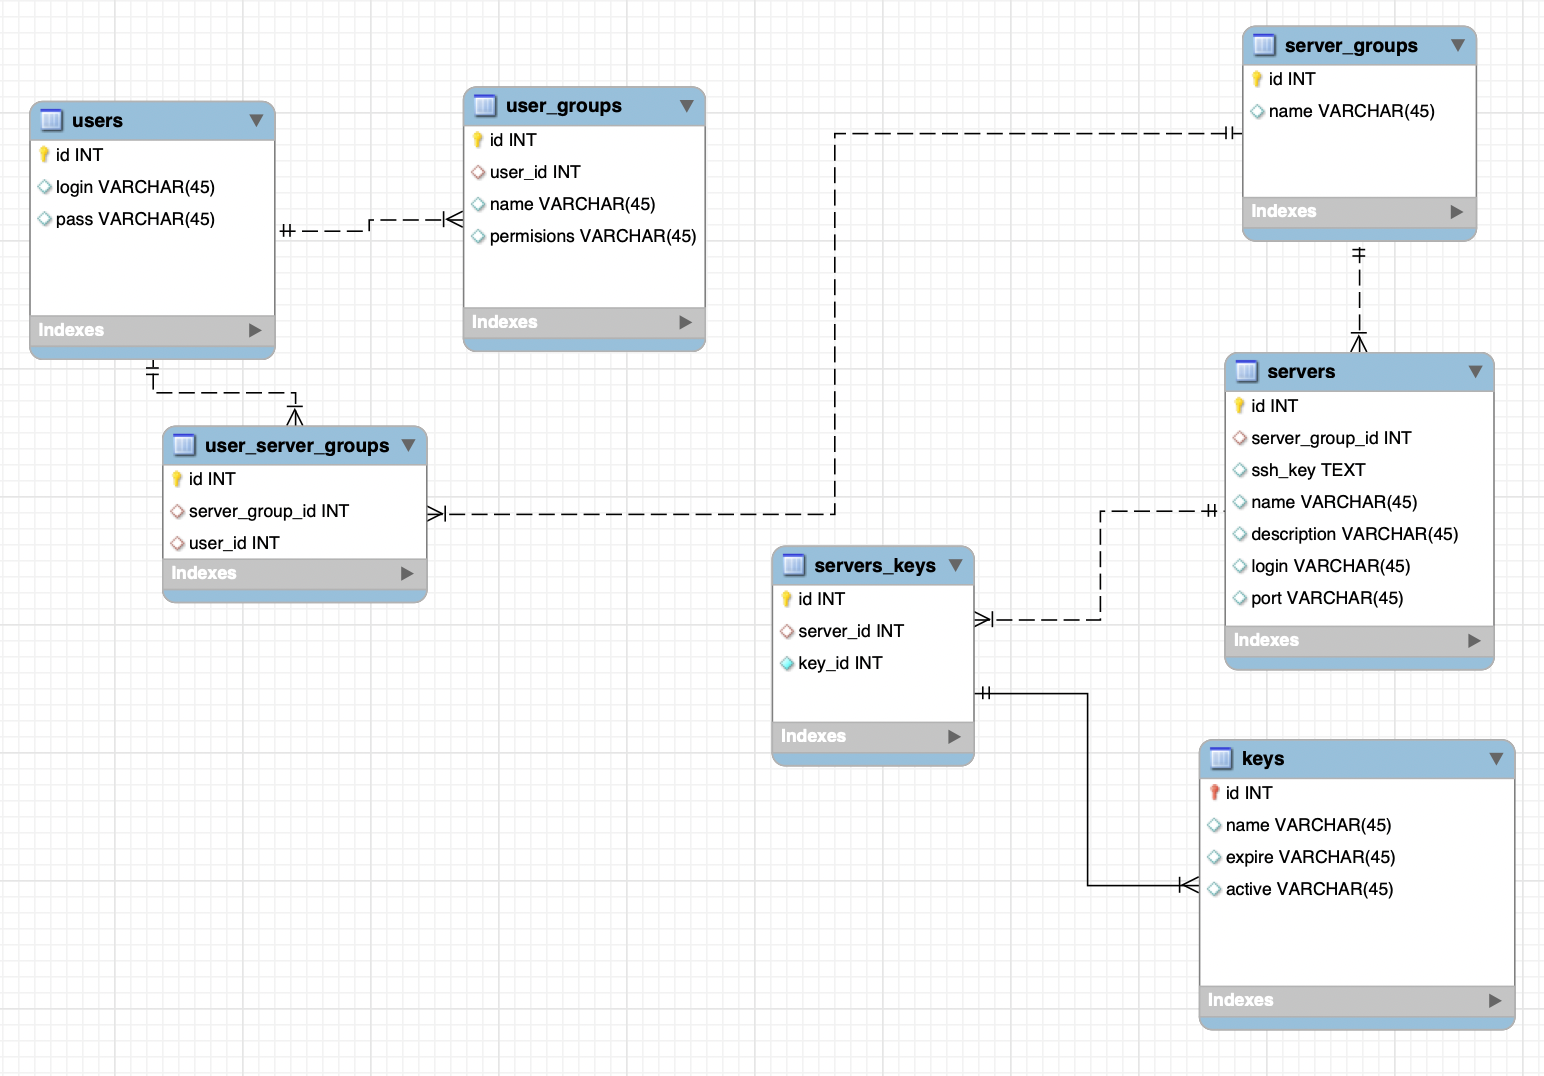 users
id INT
login VARCHAR(45)
pass VARCHAR(45)
Indexes
user_groups
id INT
user_id INT
name VARCHAR(45)
permisions VARCHAR(45)
Indexes
server_groups
id INT
name VARCHAR(45)
Indexes
user_server_groups
id INT
server_group_id INT
user_id INT
Indexes
servers
id INT
server_group_id INT
ssh_key TEXT
name VARCHAR(45)
description VARCHAR(45)
login VARCHAR(45)
port VARCHAR(45)
Indexes
servers_keys
id INT
server_id INT
key_id INT
Indexes
keys
id INT
name VARCHAR(45)
expire VARCHAR(45)
active VARCHAR(45)
Indexes